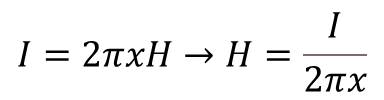 I = 2πxH → H = I / 2πx